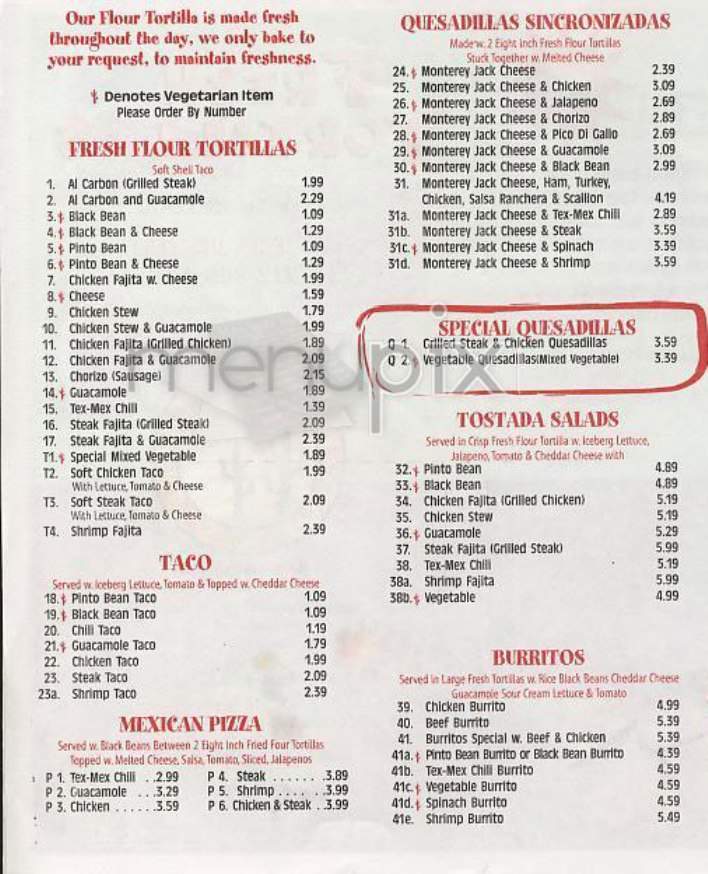 Our Flour Tortilla is made fresh
throughout the day, we only bake to
your request, to maintain freshness.
Denotes Vegetarian Item
Please Order By Number
FRESH FLOUR TORTILLAS
Soft Shell Taco
1. Al Carbon (Grilled Steak) 1.99
2. Al Carbon and Guacamole 2.29
3. Black Bean 1.09
4. Black Bean & Cheese 1.29
5. Pinto Bean 1.09
6. Pinto Bean & Cheese 1.29
7. Chicken Fajita w. Cheese 1.99
8. Cheese 1.59
9. Chicken Stew 1.79
10. Chicken Stew & Guacamole 1.99
11. Chicken Fajita (Grilled Chicken) 1.89
12. Chicken Fajita & Guacamole 2.09
13. Chorizo (Sausage) 2.15
14. Guacamole 1.89
15. Tex-Mex Chili 1.39
16. Steak Fajita (Grilled Steak) 2.09
17. Steak Fajita & Guacamole 2.39
T1. Special Mixed Vegetable 1.89
T2. Soft Chicken Taco 1.99
With Lettuce, Tomato & Cheese
T3. Soft Steak Taco 2.09
With Lettuce, Tomato & Cheese
T4. Shrimp Fajita 2.39
TACO
Served w. Iceberg Lettuce, Tomato & Topped w. Cheddar Cheese
18. Pinto Bean Taco 1.09
19. Black Bean Taco 1.09
20. Chili Taco 1.19
21. Guacamole Taco 1.79
22. Chicken Taco 1.99
23. Steak Taco 2.09
23a. Shrimp Taco 2.39
MEXICAN PIZZA
Served w. Black Beans Between 2 Eight Inch Fried Four Tortillas
Topped w. Melted Cheese, Salsa, Tomato, Sliced, Jalapenos
P 1. Tex-Mex Chili . .2.99 P 4. Steak . . . . . . .3.89
P 2. Guacamole . . .3.29 P 5. Shrimp . . . . . .3.99
P 3. Chicken . . . . . .3.59 P 6. Chicken & Steak . .3.99
QUESADILLAS SINCRONIZADAS
Made w. 2 Eight Inch Fresh Flour Tortillas
Stuck Together w. Melted Cheese
24. Monterey Jack Cheese 2.39
25. Monterey Jack Cheese & Chicken 3.09
26. Monterey Jack Cheese & Jalapeno 2.69
27. Monterey Jack Cheese & Chorizo 2.89
28. Monterey Jack Cheese & Pico Di Gallo 2.69
29. Monterey Jack Cheese & Guacamole 3.09
30. Monterey Jack Cheese & Black Bean 2.99
31. Monterey Jack Cheese, Ham, Turkey,
Chicken, Salsa Ranchera & Scallion 4.19
31a. Monterey Jack Cheese & Tex-Mex Chili 2.89
31b. Monterey Jack Cheese & Steak 3.59
31c. Monterey Jack Cheese & Spinach 3.39
31d. Monterey Jack Cheese & Shrimp 3.59
SPECIAL QUESADILLAS
Q 1. Grilled Steak & Chicken Quesadillas 3.59
Q 2. Vegetable Quesadillas(Mixed Vegetable) 3.39
menupix
TOSTADA SALADS
Served in Crisp Fresh Flour Tortilla w. Iceberg Lettuce,
Jalapeno, Tomato & Cheddar Cheese with
32. Pinto Bean 4.89
33. Black Bean 4.89
34. Chicken Fajita (Grilled Chicken) 5.19
35. Chicken Stew 5.19
36. Guacamole 5.29
37. Steak Fajita (Grilled Steak) 5.99
38. Tex-Mex Chili 5.19
38a. Shrimp Fajita 5.99
38b. Vegetable 4.99
BURRITOS
Served in Large Fresh Tortillas w. Rice Black Beans Cheddar Cheese
Guacamole Sour Cream Lettuce & Tomato
39. Chicken Burrito 4.99
40. Beef Burrito 5.39
41. Burritos Special w. Beef & Chicken 5.39
41a. Pinto Bean Burrito or Black Bean Burrito 4.39
41b. Tex-Mex Chili Burrito 4.59
41c. Vegetable Burrito 4.59
41d. Spinach Burrito 4.59
41e. Shrimp Burrito 5.49